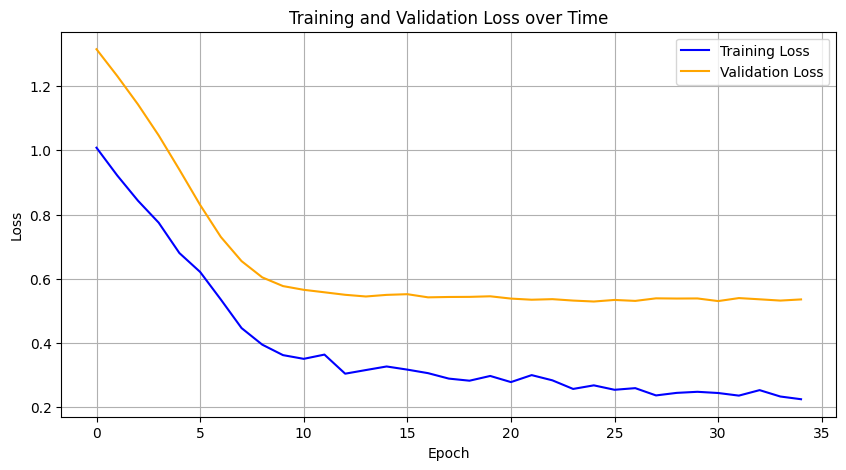 Training and Validation Loss over Time
Training Loss
Validation Loss
Loss
1.2
1.0
0.8
0.6
0.4
0.2
0
5
10
15
20
25
30
35
Epoch